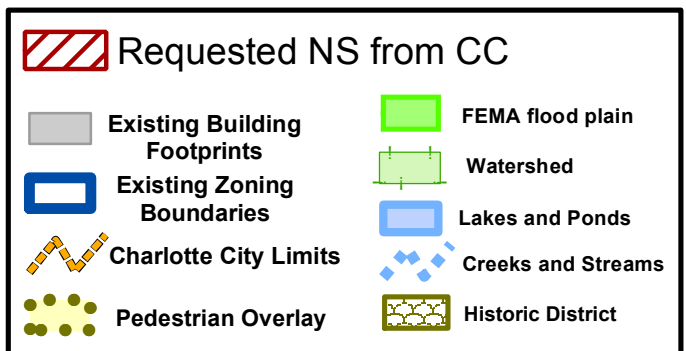 Requested NS from CC
Existing Building
Footprints
Existing Zoning
Boundaries
Charlotte City Limits
Pedestrian Overlay
FEMA flood plain
Watershed
Lakes and Ponds
Creeks and Streams
Historic District